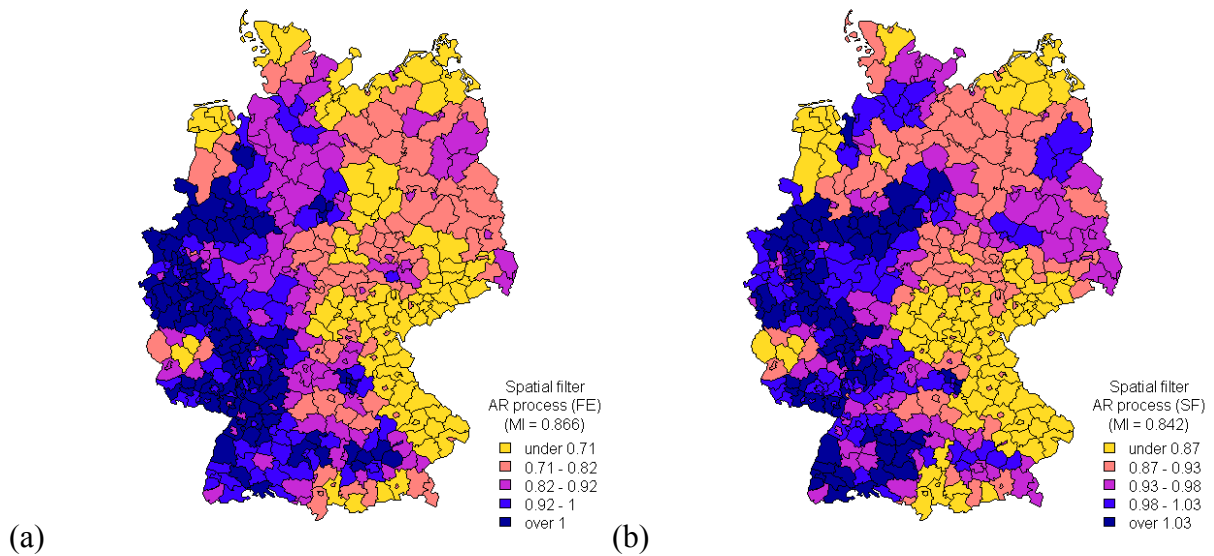 Spatial filter
AR process (FE)
(MI = 0.866)
under 0.71
0.71 - 0.82
0.82 - 0.92
0.92 - 1
over 1
(a)
Spatial filter
AR process (SF)
(MI = 0.842)
under 0.87
0.87 - 0.93
0.93 - 0.98
0.98 - 1.03
over 1.03
(b)